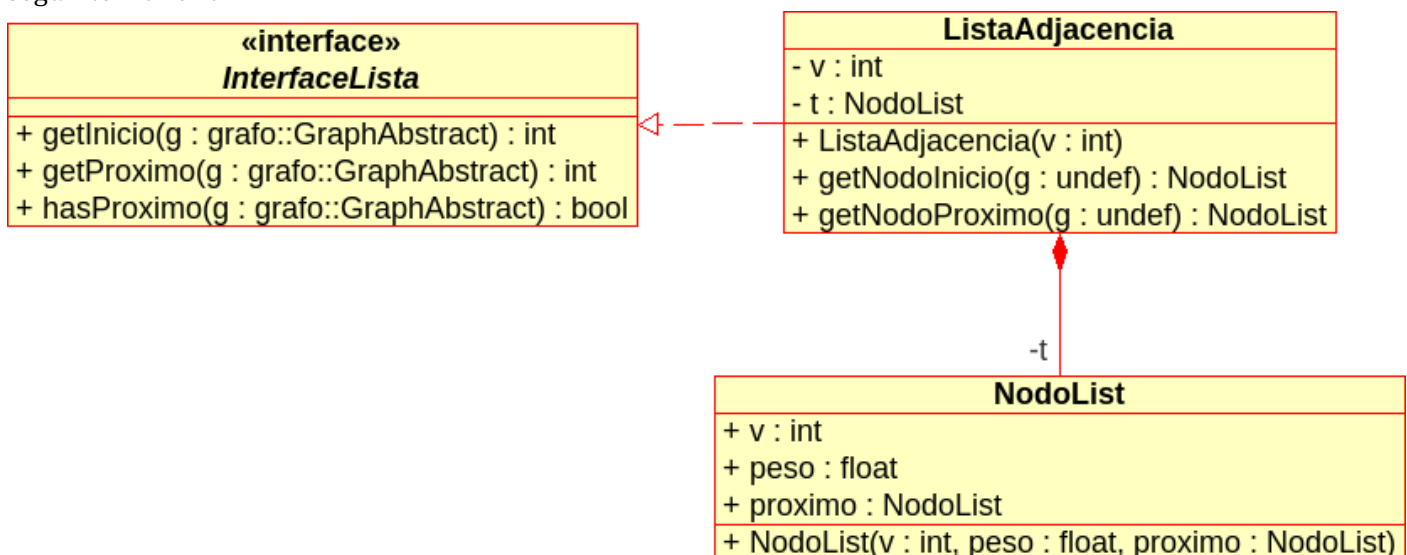 «interface»
InterfaceLista
+ getInicio(g : grafo::GraphAbstract) : int
+ getProximo(g : grafo::GraphAbstract) : int
+ hasProximo(g : grafo::GraphAbstract) : bool
ListaAdjacencia
- v : int
- t : NodoList
+ ListaAdjacencia(v : int)
+ getNodoInicio(g : undef) : NodoList
+ getNodoProximo(g : undef) : NodoList
-t
NodoList
+ v : int
+ peso : float
+ proximo : NodoList
+ NodoList(v : int, peso : float, proximo : NodoList)